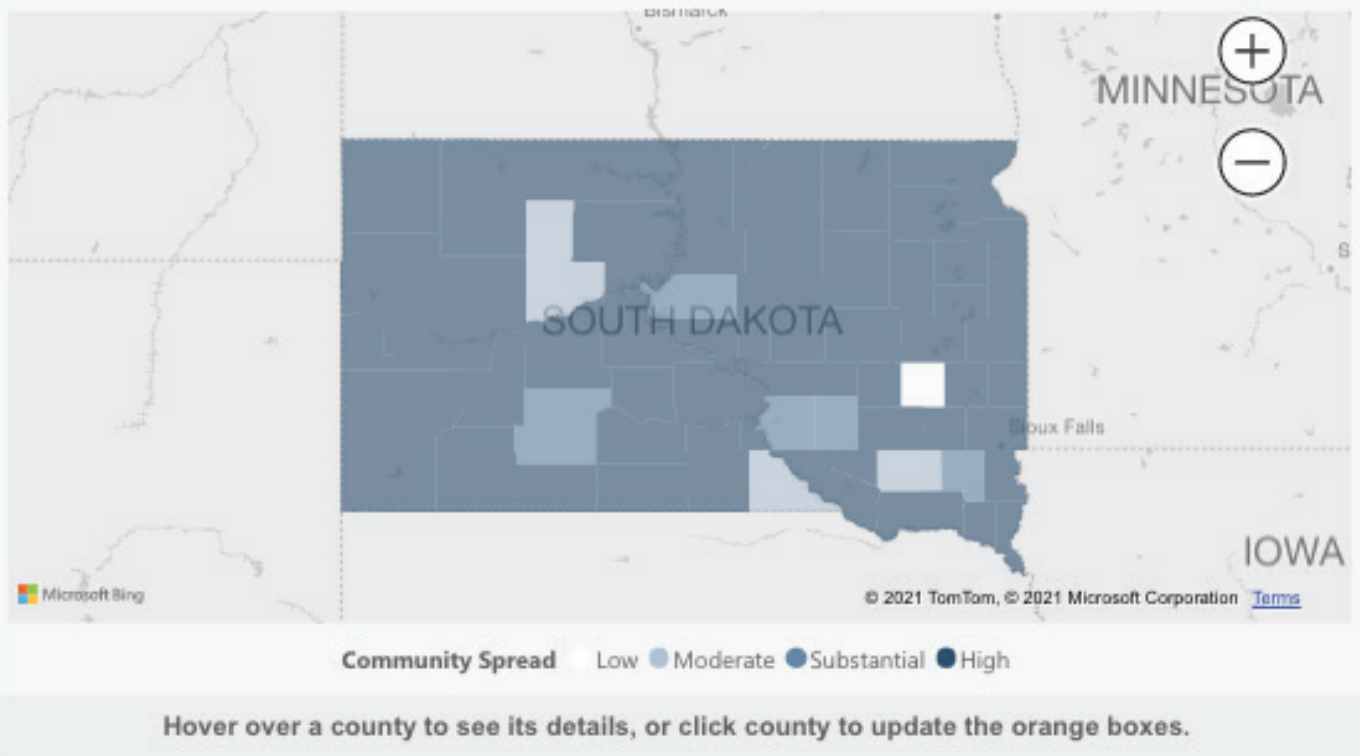 Bismarck
MINNESOTA
S
SOUTH DAKOTA
Sioux Falls
IOWA
Microsoft Bing
© 2021 TomTom, © 2021 Microsoft Corporation Terms
Community Spread Low Moderate Substantial High
Hover over a county to see its details, or click county to update the orange boxes.